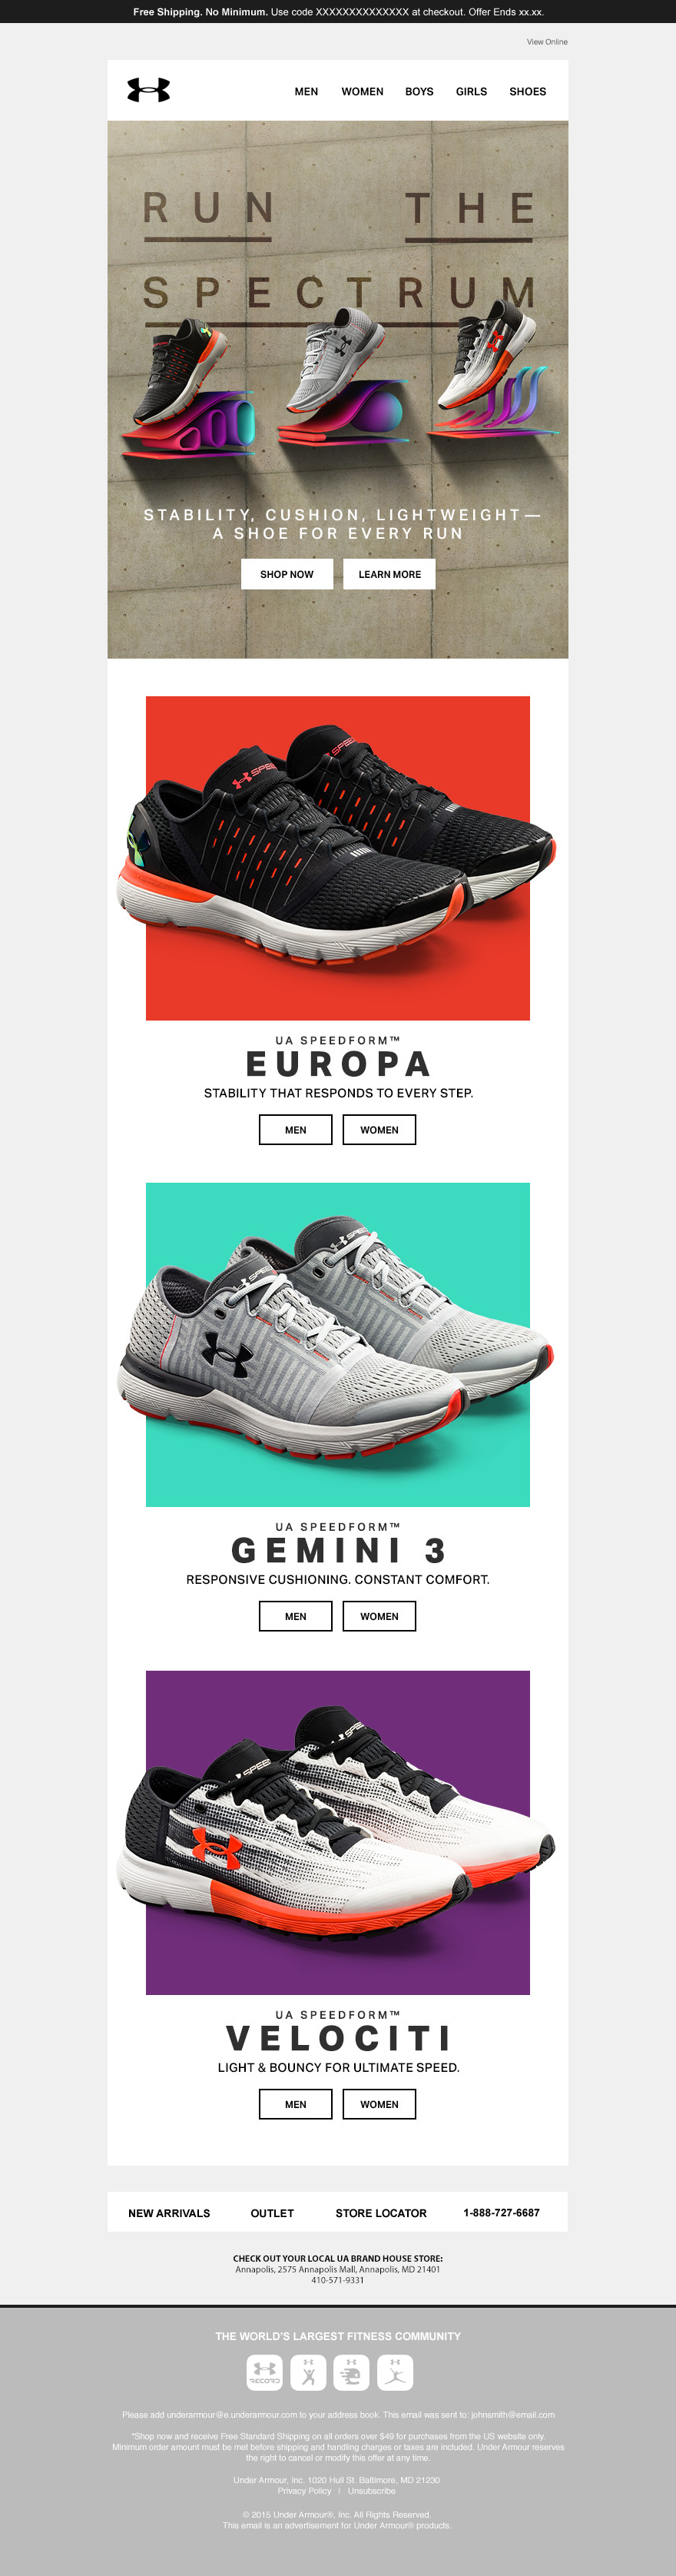 Free Shipping. No Minimum. Use code XXXXXXXXXXXXXX at checkout. Offer Ends xx.xx.
View Online
MEN WOMEN BOYS GIRLS SHOES
RUN THE
SPECTRUM
STABILITY, CUSHION, LIGHTWEIGHT—
A SHOE FOR EVERY RUN
SHOP NOW LEARN MORE
UA SPEEDFORM™
EUROPA
STABILITY THAT RESPONDS TO EVERY STEP.
MEN WOMEN
UA SPEEDFORM™
GEMINI 3
RESPONSIVE CUSHIONING. CONSTANT COMFORT.
MEN WOMEN
UA SPEEDFORM™
VELOCITI
LIGHT & BOUNCY FOR ULTIMATE SPEED.
MEN WOMEN
NEW ARRIVALS OUTLET STORE LOCATOR 1-888-727-6687
CHECK OUT YOUR LOCAL UA BRAND HOUSE STORE:
Annapolis, 2575 Annapolis Mall, Annapolis, MD 21401
410-571-9331
THE WORLD'S LARGEST FITNESS COMMUNITY
RECORD
Please add underarmour@e.underarmour.com to your address book. This email was sent to: johnsmith@email.com
*Shop now and receive Free Standard Shipping on all orders over $49 for purchases from the US website only.
Minimum order amount must be met before shipping and handling charges or taxes are included. Under Armour reserves
the right to cancel or modify this offer at any time.
Under Armour, Inc. 1020 Hull St. Baltimore, MD 21230
Privacy Policy | Unsubscribe
© 2015 Under Armour®, Inc. All Rights Reserved.
This email is an advertisement for Under Armour® products.